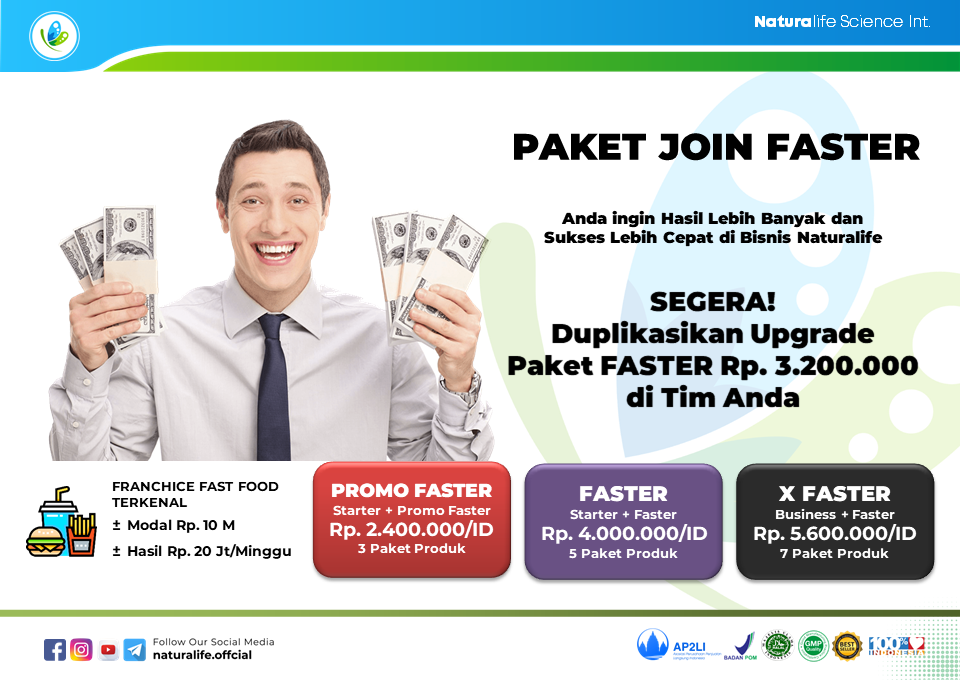 Naturalife Science Int.
PAKET JOIN FASTER
Anda ingin Hasil Lebih Banyak dan
Sukses Lebih Cepat di Bisnis Naturalife
SEGERA!
Duplikasikan Upgrade
Paket FASTER Rp. 3.200.000
di Tim Anda
FRANCHICE FAST FOOD
TERKENAL
± Modal Rp. 10 M
± Hasil Rp. 20 Jt/Minggu
PROMO FASTER
Starter + Promo Faster
Rp. 2.400.000/ID
3 Paket Produk
FASTER
Starter + Faster
Rp. 4.000.000/ID
5 Paket Produk
X FASTER
Business + Faster
Rp. 5.600.000/ID
7 Paket Produk
Follow Our Social Media
naturalife.offcial
AP2LI
BADAN POM
HALAL
GMP
Quality
BEST
SELLER
100%
INDONESIA